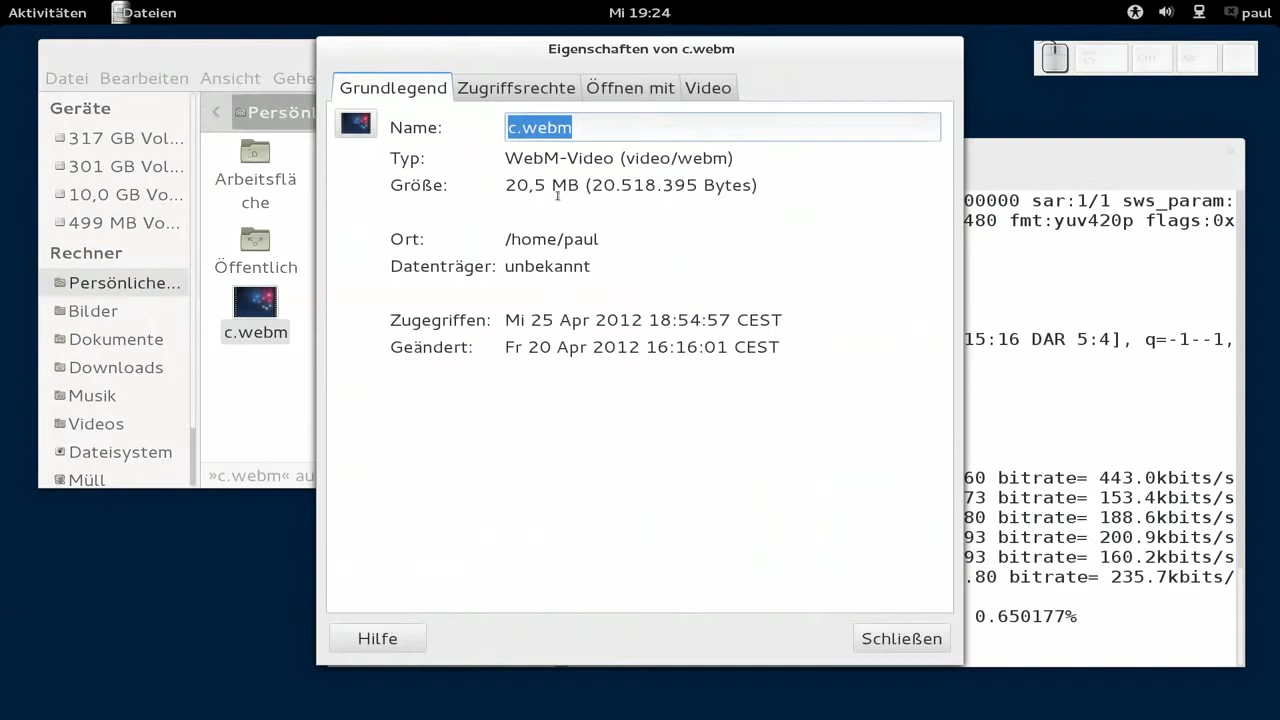 Aktivitäten Dateien Mi 19:24 paul
Eigenschaften von c.webm
Datei Bearbeiten Ansicht Gehe
Geräte
317 GB Vol...
301 GB Vol...
10,0 GB Vo...
499 MB Vo...
Rechner
Persönliche...
Bilder
Dokumente
Downloads
Musik
Videos
Dateisystem
Müll
Persönl
Arbeitsflä
che
Öffentlich
c.webm
»c.webm« au
Grundlegend Zugriffsrechte Öffnen mit Video
Name: c.webm
Typ: WebM-Video (video/webm)
Größe: 20,5 MB (20.518.395 Bytes)
Ort: /home/paul
Datenträger: unbekannt
Zugegriffen: Mi 25 Apr 2012 18:54:57 CEST
Geändert: Fr 20 Apr 2012 16:16:01 CEST
Hilfe Schließen
00000 sar:1/1 sws_param:
480 fmt:yuv420p flags:0x
15:16 DAR 5:4], q=-1--1,
60 bitrate= 443.0kbits/s
73 bitrate= 153.4kbits/s
80 bitrate= 188.6kbits/s
93 bitrate= 200.9kbits/s
93 bitrate= 160.2kbits/s
.80 bitrate= 235.7kbits/
0.650177%